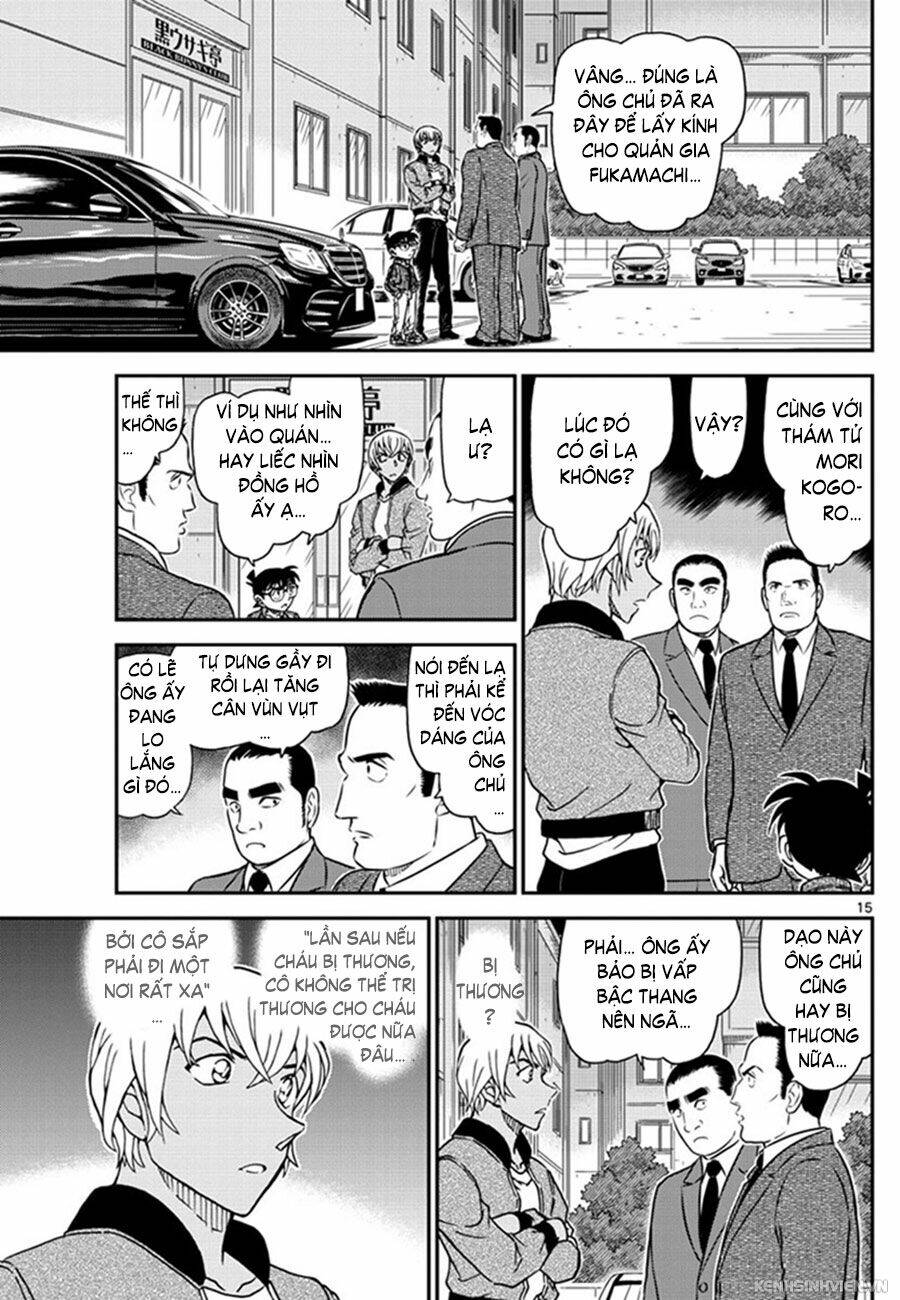 黒ウサギ亭
BLACK BUNNY'S CLUB
VÂNG... ĐÚNG LÀ
ÔNG CHỦ ĐÃ RA
ĐÂY ĐỂ LẤY KÍNH
CHO QUẢN GIA
FUKAMACHI...
CÙNG VỚI
THÁM TỬ
MORI
KOGO-
RO...
VẬY?
LÚC ĐÓ
CÓ GÌ LẠ
KHÔNG?
LẠ
Ư?
VÍ DỤ NHƯ NHÌN
VÀO QUÁN...
HAY LIẾC NHÌN
ĐỒNG HỒ
ẤY Ạ...
THẾ THÌ
KHÔNG...
NÓI ĐẾN LẠ
THÌ PHẢI KỂ
ĐẾN VÓC
DÁNG CỦA
ÔNG CHỦ
...
TỰ DƯNG GẦY ĐI
RỒI LẠI TĂNG
CÂN VÙN VỤT
...
CÓ LẼ
ÔNG ẤY
ĐANG
LO
LẮNG
GÌ ĐÓ...
15
DẠO NÀY
ÔNG CHỦ
CŨNG
HAY BỊ
THƯƠNG
NỮA...
PHẢI... ÔNG ẤY
BẢO BỊ VẤP
BẬC THANG
NÊN NGÃ...
BỊ
THƯƠNG
?
"LẦN SAU NẾU
CHÁU BỊ THƯƠNG,
CÔ KHÔNG THỂ TRỊ
THƯƠNG CHO CHÁU
ĐƯỢC NỮA
ĐÂU...
BỞI CÔ SẮP
PHẢI ĐI MỘT
NƠI RẤT XA"
...
KENHSINHVIEN.VN